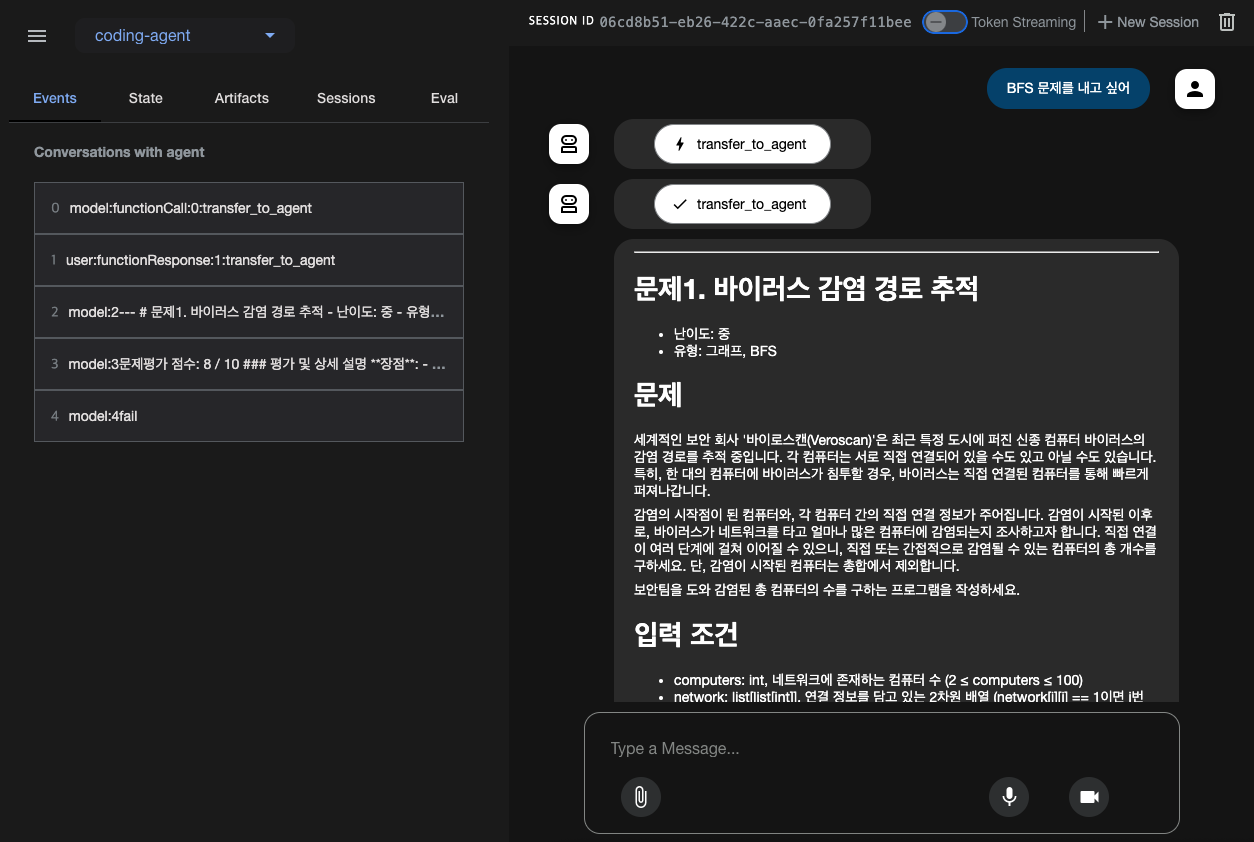 coding-agent
SESSION ID 06cd8b51-eb26-422c-aaec-0fa257f11bee Token Streaming New Session
Events State Artifacts Sessions Eval
Conversations with agent
0 model:functionCall:0:transfer_to_agent
1 user:functionResponse:1:transfer_to_agent
2 model:2--- # 문제1. 바이러스 감염 경로 추적 - 난이도: 중 - 유형...
3 model:3문제평가 점수: 8 / 10 ### 평가 및 상세 설명 **장점**: - ...
4 model:4fail
BFS 문제를 내고 싶어
transfer_to_agent
transfer_to_agent
문제1. 바이러스 감염 경로 추적
• 난이도: 중
• 유형: 그래프, BFS
문제
세계적인 보안 회사 '바이로스캔(Veroscan)'은 최근 특정 도시에 퍼진 신종 컴퓨터 바이러스의
감염 경로를 추적 중입니다. 각 컴퓨터는 서로 직접 연결되어 있을 수도 있고 아닐 수도 있습니다.
특히, 한 대의 컴퓨터에 바이러스가 침투할 경우, 바이러스는 직접 연결된 컴퓨터를 통해 빠르게
퍼져나갑니다.
감염의 시작점이 된 컴퓨터와, 각 컴퓨터 간의 직접 연결 정보가 주어집니다. 감염이 시작된 이후
로, 바이러스가 네트워크를 타고 얼마나 많은 컴퓨터에 감염되는지 조사하고자 합니다. 직접 연결
이 여러 단계에 걸쳐 이어질 수 있으니, 직접 또는 간접적으로 감염될 수 있는 컴퓨터의 총 개수를
구하세요. 단, 감염이 시작된 컴퓨터는 총합에서 제외합니다.
보안팀을 도와 감염된 총 컴퓨터의 수를 구하는 프로그램을 작성하세요.
입력 조건
• computers: int, 네트워크에 존재하는 컴퓨터 수 (2 ≤ computers ≤ 100)
• network: list[list[int]], 연결 정보를 담고 있는 2차원 배열 (network[i][j] == 1이면 i번
Type a Message...